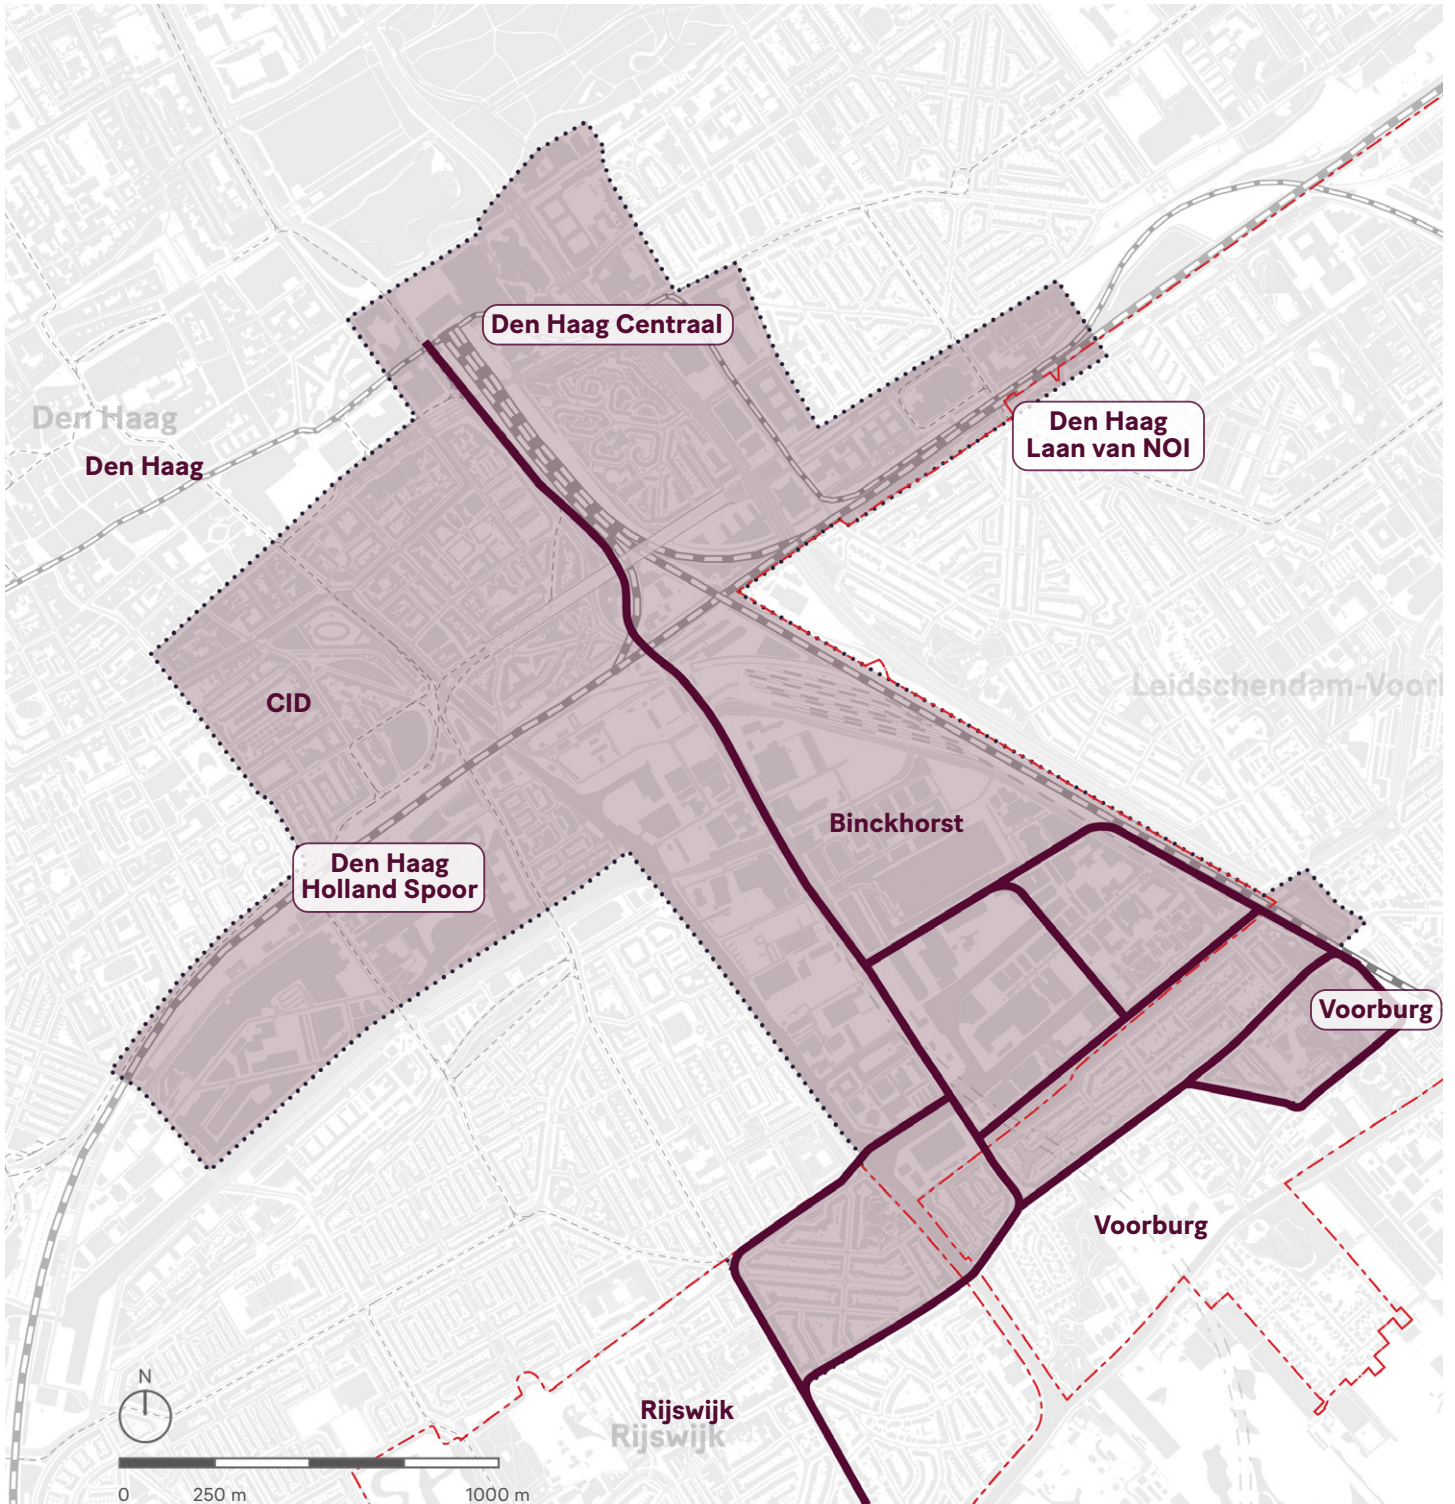 Den Haag Centraal
Den Haag
Den Haag
Den Haag
Laan van NOI
Leidschendam-Voor
CID
Binckhorst
Den Haag
Holland Spoor
Voorburg
Voorburg
N
Rijswijk
Rijswijk
0 250 m 1000 m